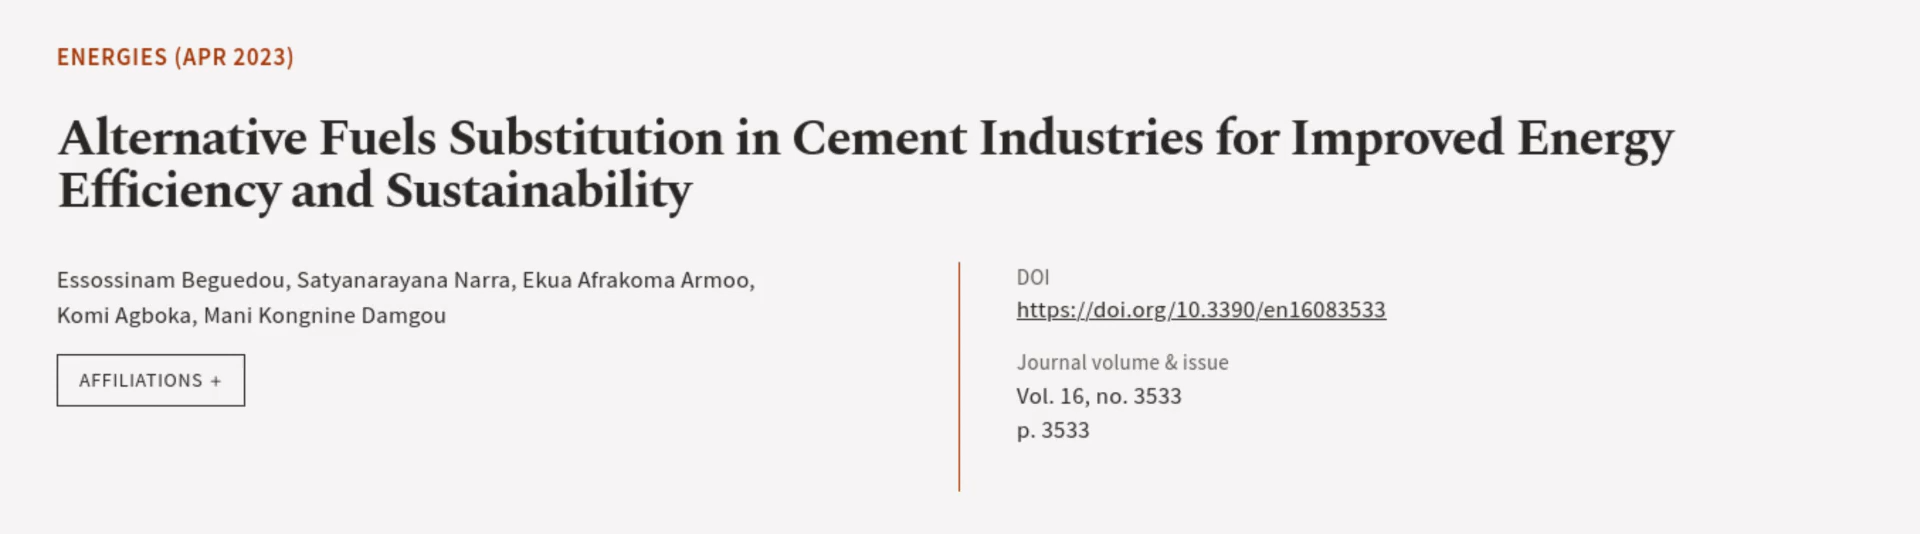 ENERGIES (APR 2023)
Alternative Fuels Substitution in Cement Industries for Improved Energy
Efficiency and Sustainability
Essossinam Beguedou, Satyanarayana Narra, Ekua Afrakoma Armoo,
Komi Agboka, Mani Kongnine Damgou
AFFILIATIONS +
DOI
https://doi.org/10.3390/en16083533
Journal volume & issue
Vol. 16, no. 3533
p. 3533